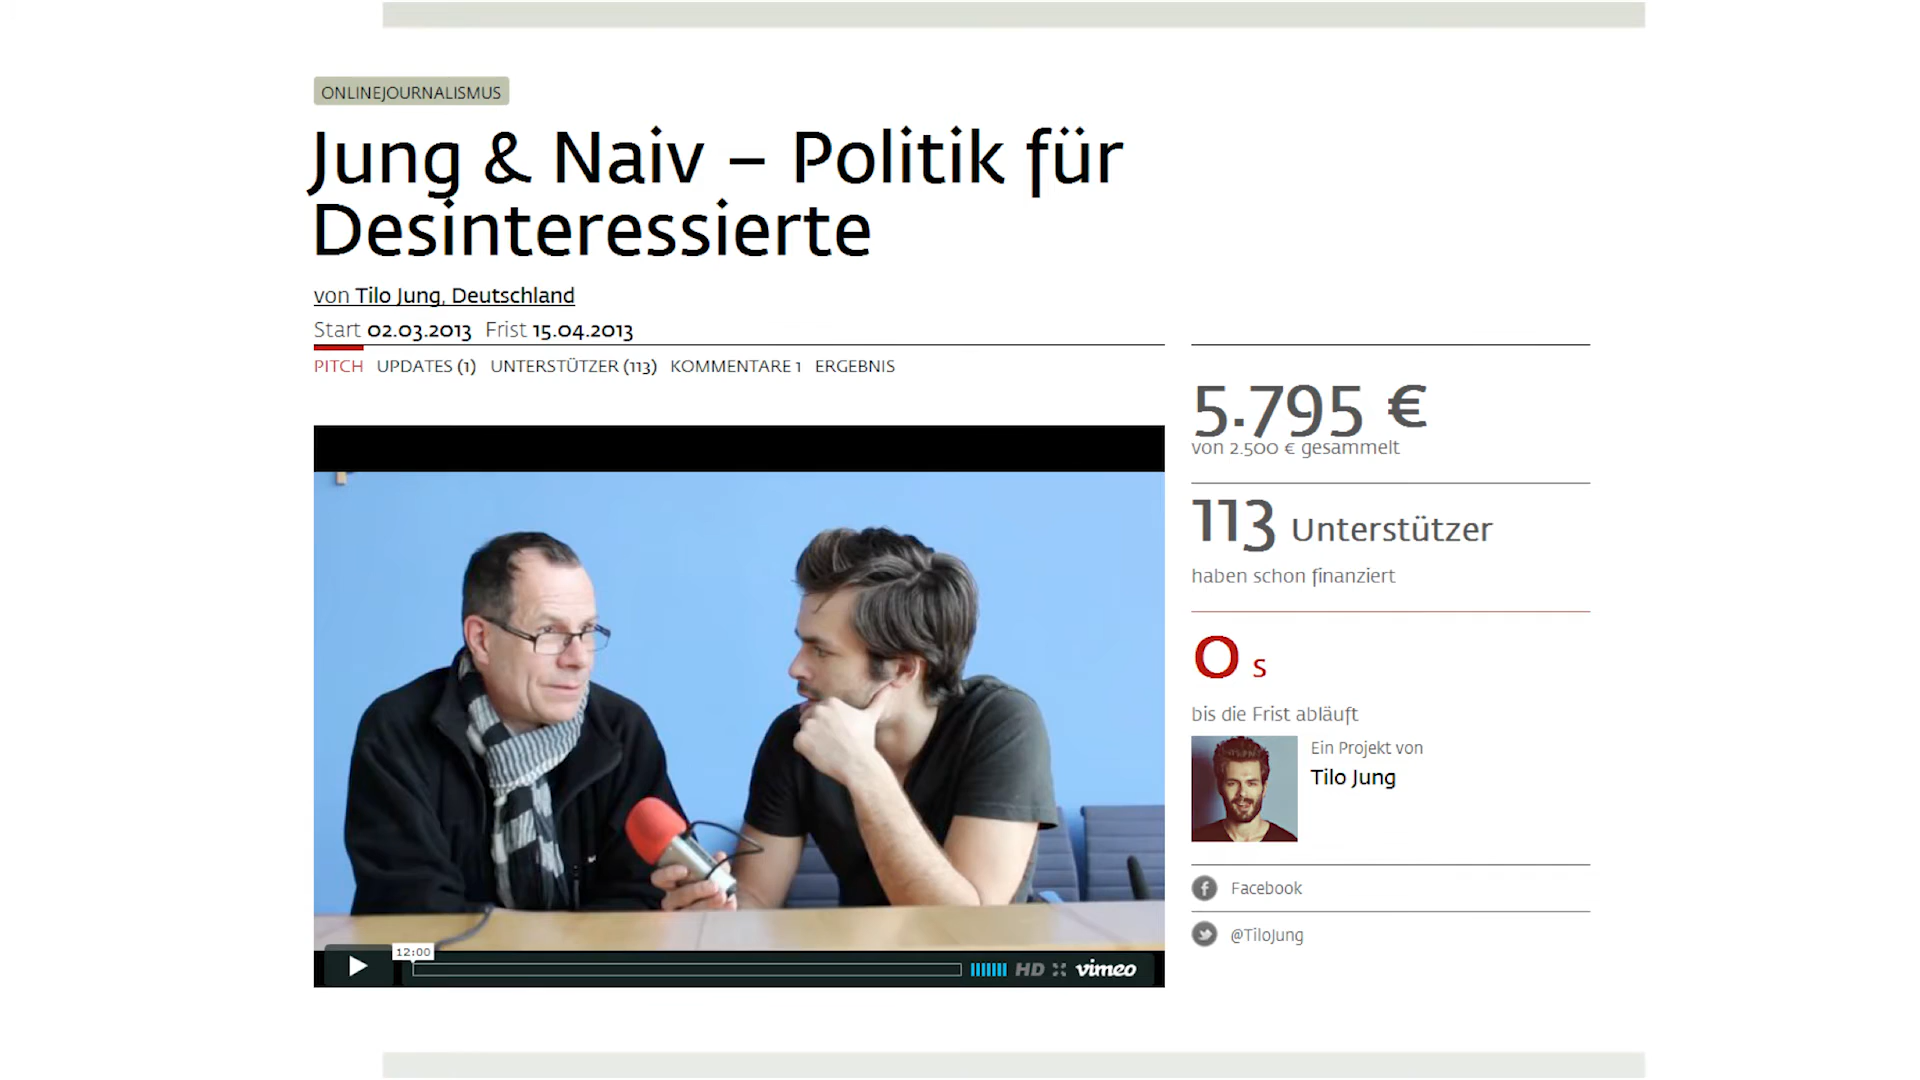 ONLINEJOURNALISMUS
Jung & Naiv – Politik für
Desinteressierte
von Tilo Jung, Deutschland
Start 02.03.2013 Frist 15.04.2013
PITCH UPDATES (1) UNTERSTÜTZER (113) KOMMENTARE 1 ERGEBNIS
5.795 €
von 2.500 € gesammelt
113 Unterstützer
haben schon finanziert
0 s
bis die Frist abläuft
Ein Projekt von
Tilo Jung
Facebook
@TiloJung
12:00
HD vimeo